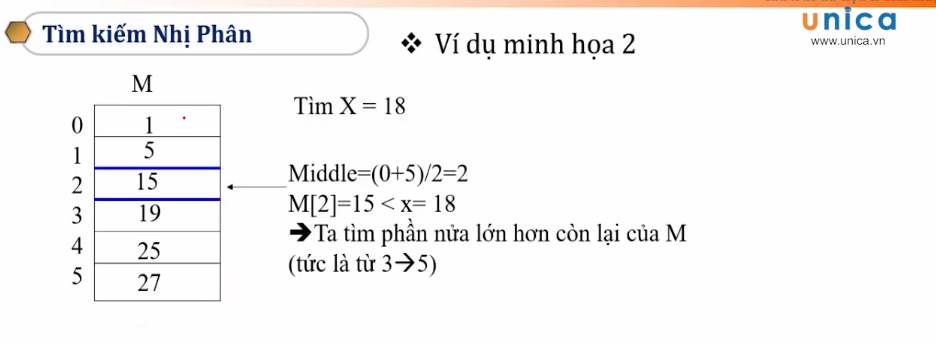 Tìm kiếm Nhị Phân
unica
www.unica.vn
❖ Ví dụ minh họa 2
M
Tìm X = 18
0 1
1 5
2 15
3 19
4 25
5 27
Middle=(0+5)/2=2
M[2]=15 < x= 18
➔Ta tìm phần nửa lớn hơn còn lại của M
(tức là từ 3→5)